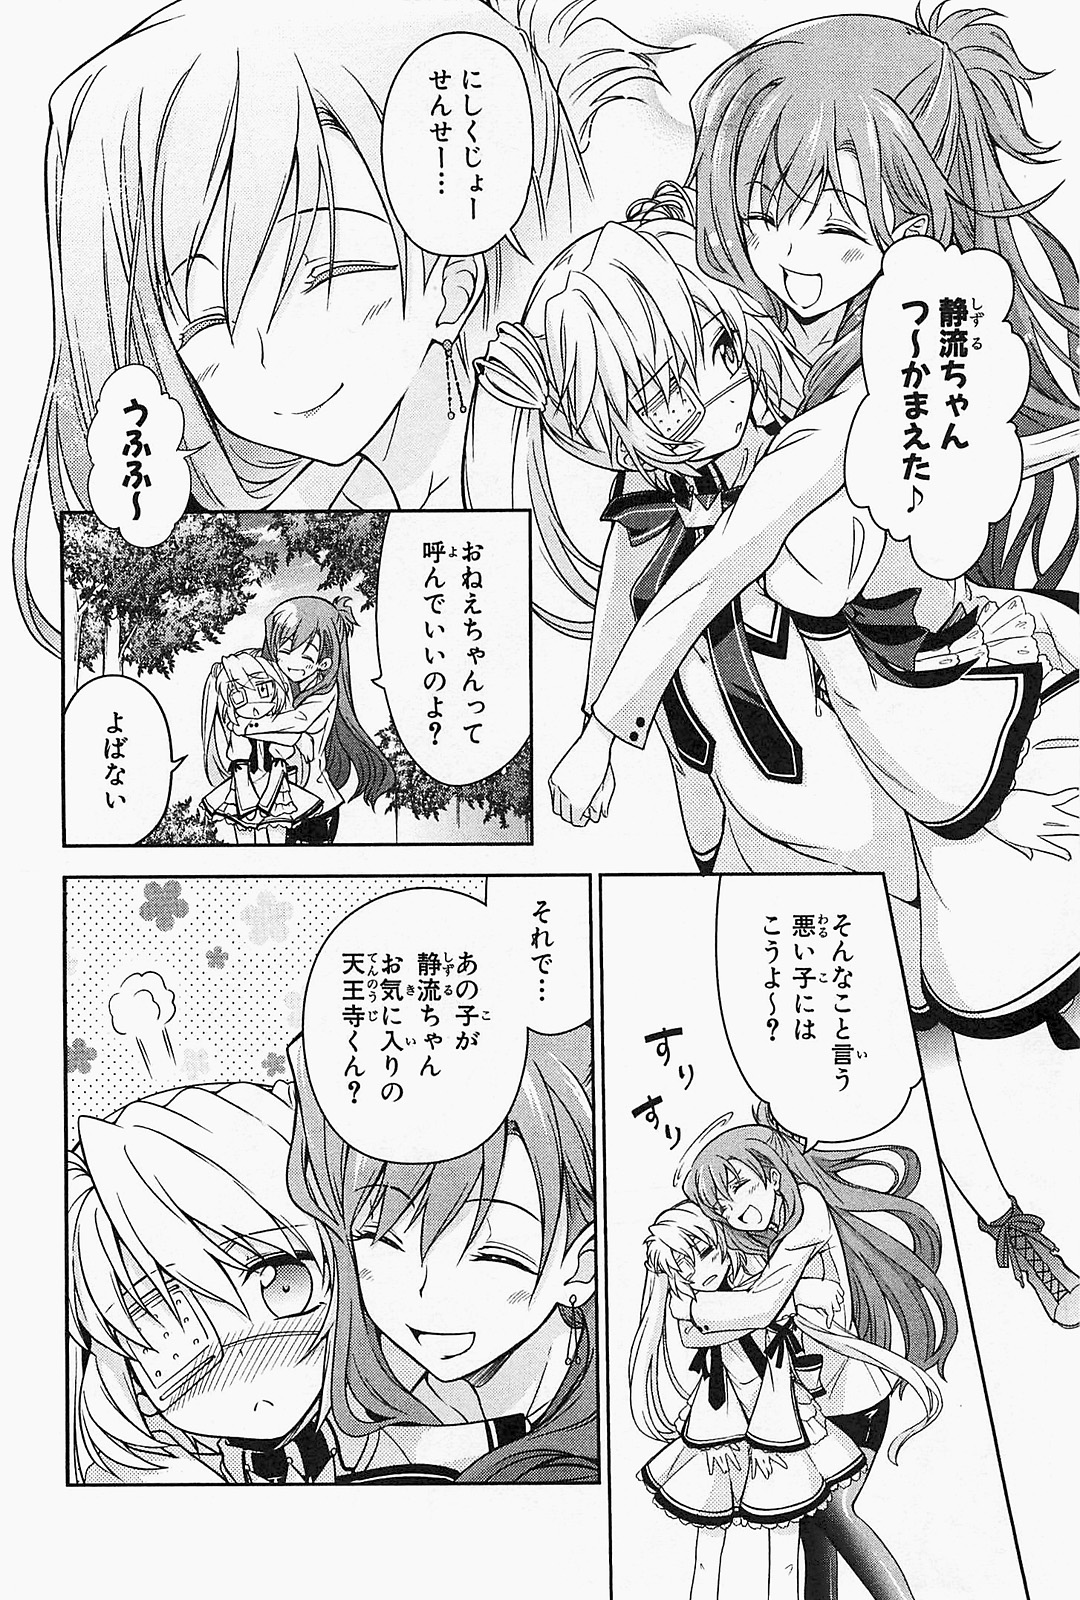 静流ちゃん
つ～かまえた♪
にしくじょー
せんせー…
うふふ～
おねえちゃんって
呼んでいいのよ？
よばない
そんなこと言う
悪い子には
こうよ～？
すり
すり
それで…
あの子が
静流ちゃん
お気に入りの
天王寺くん？